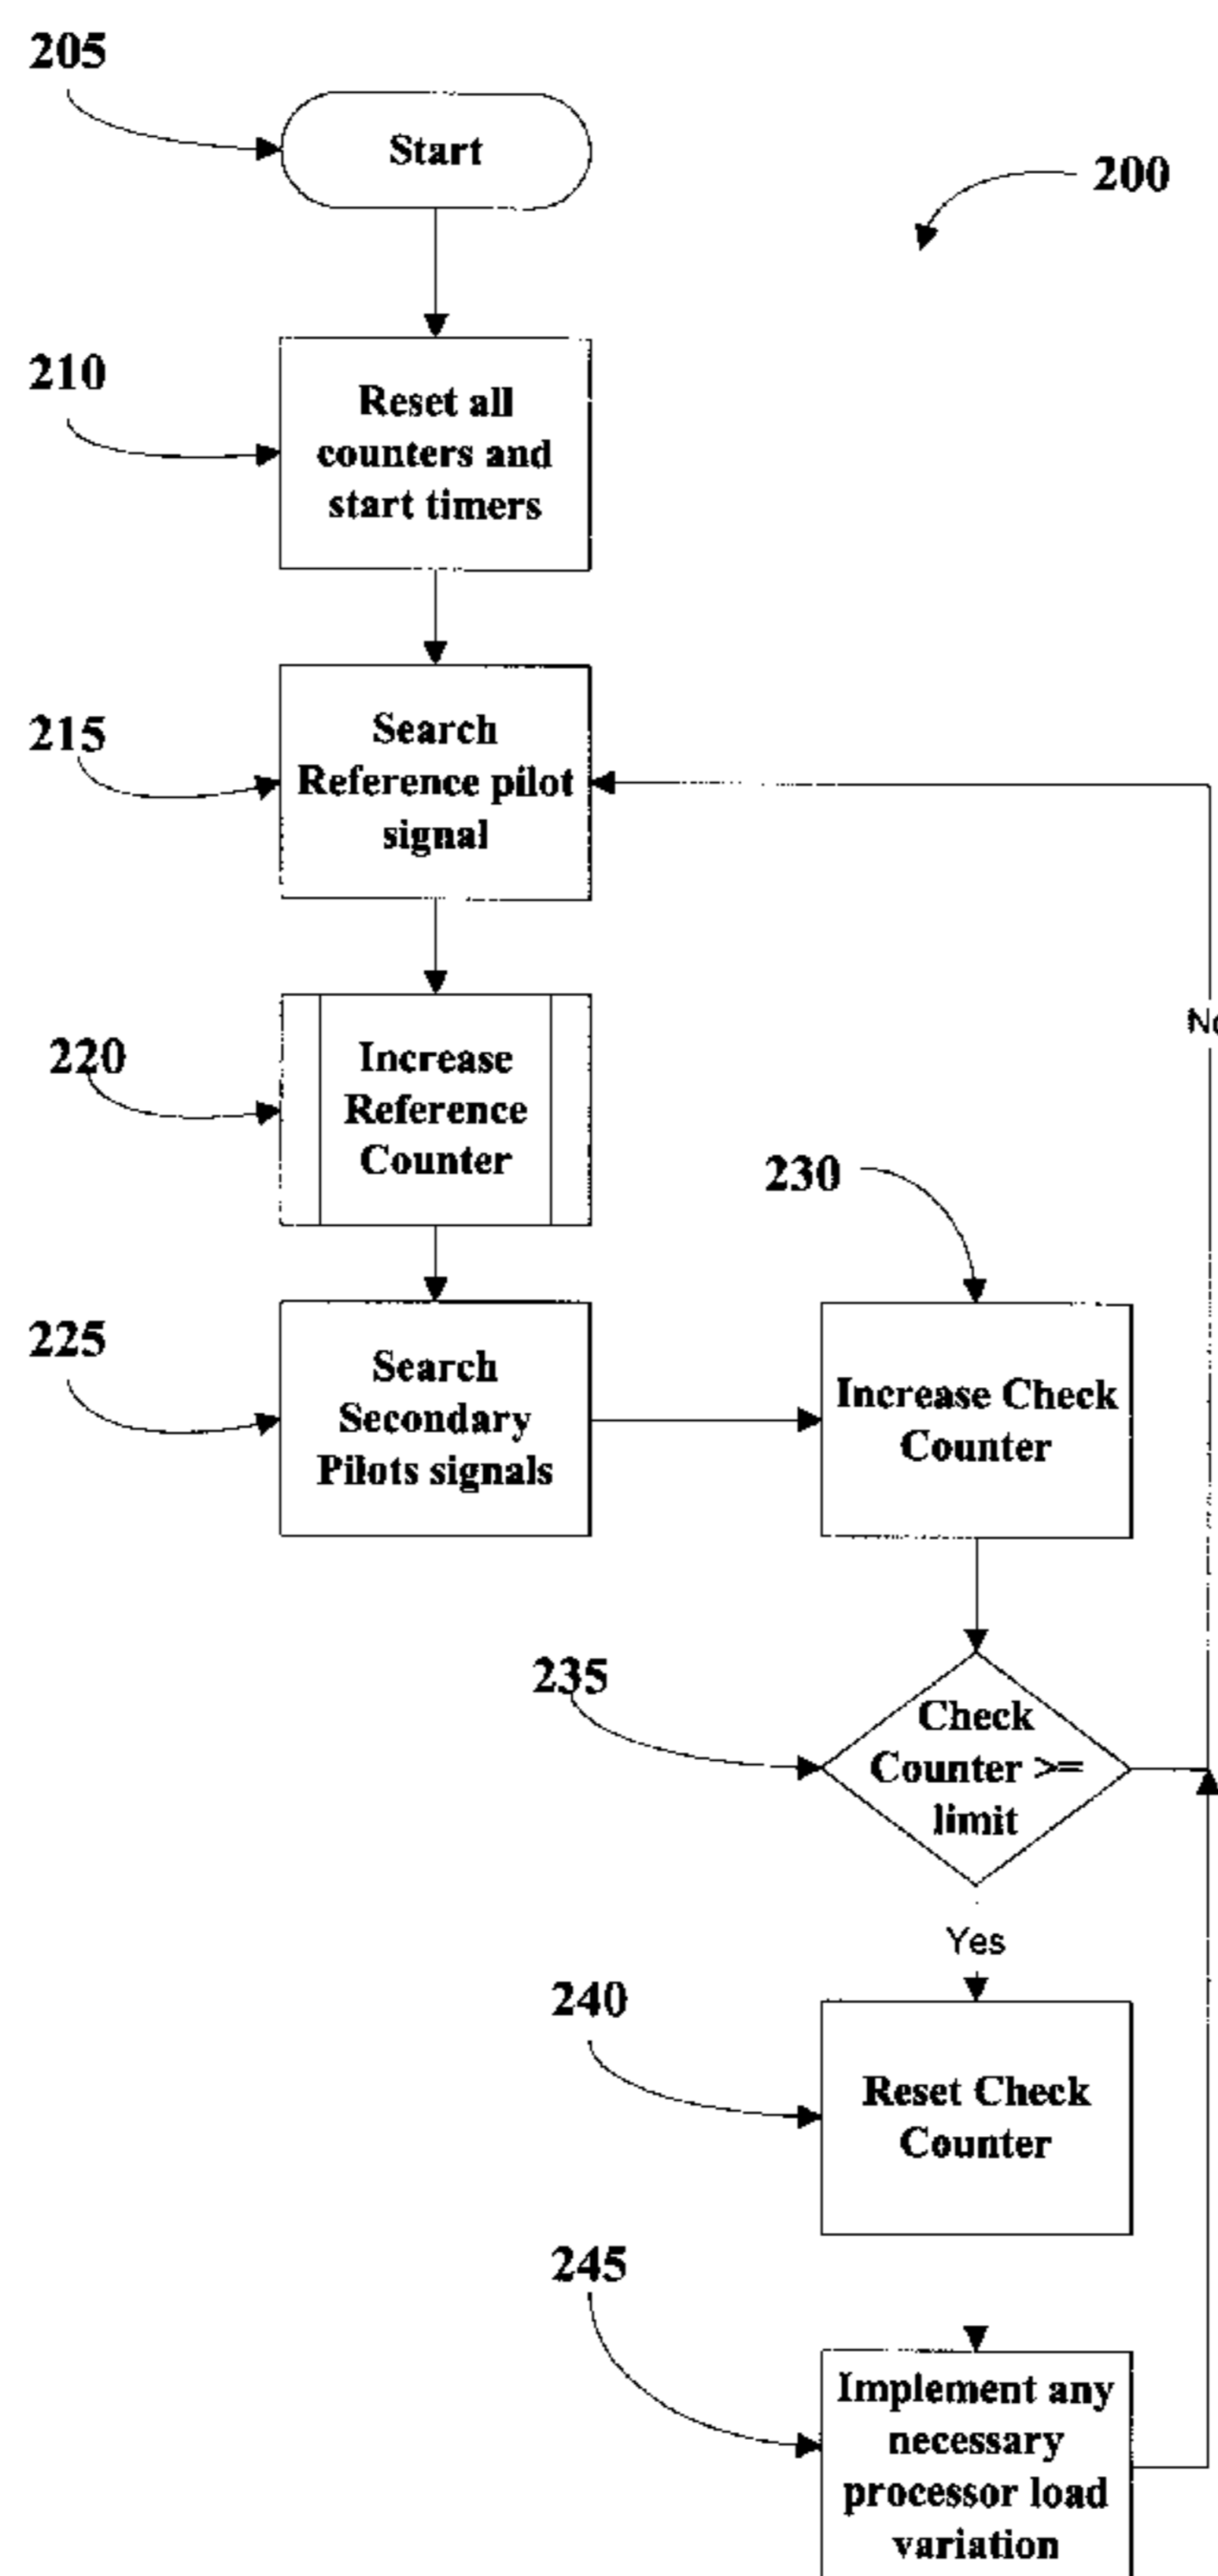 205
Start
200
210
Reset all
counters and
start timers
215
Search
Reference pilot
signal
No
220
Increase
Reference
Counter
230
225
Search
Secondary
Pilots signals
Increase Check
Counter
235
Check
Counter >=
limit
Yes
240
Reset Check
Counter
245
Implement any
necessary
processor load
variation